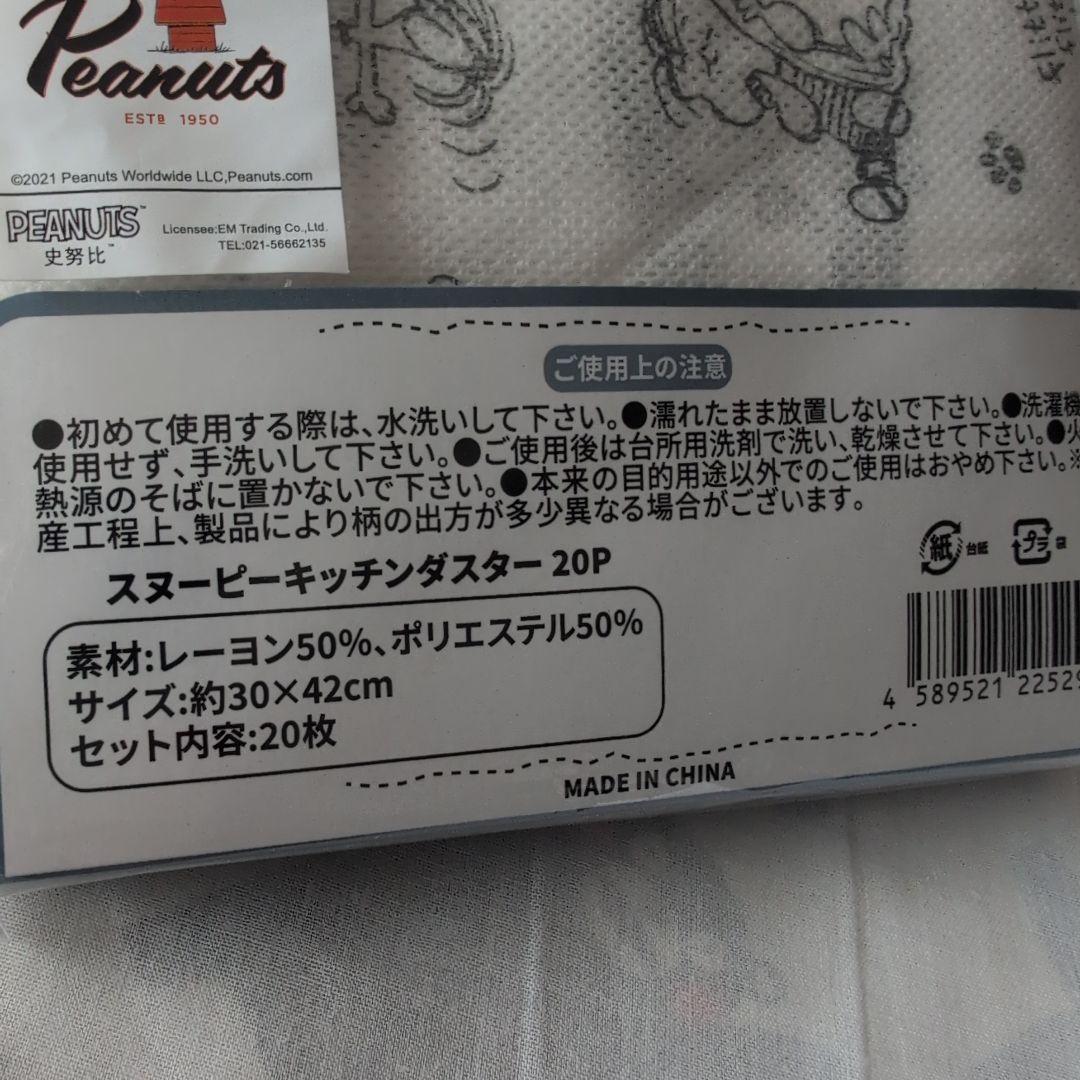 Peanuts
ESTD 1950
©2021 Peanuts Worldwide LLC,Peanuts.com
PEANUTS™
史努比™
Licensee:EM Trading Co.,Ltd.
TEL:021-56662135
ご使用上の注意
●初めて使用する際は、水洗いして下さい。●濡れたまま放置しないで下さい。●洗濯機
使用せず、手洗いして下さい。●ご使用後は台所用洗剤で洗い、乾燥させて下さい。●火
熱源のそばに置かないで下さい。●本来の目的用途以外でのご使用はおやめ下さい。※
産工程上、製品により柄の出方が多少異なる場合がございます。
紙 台紙
プラ 袋
スヌーピーキッチンダスター 20P
素材:レーヨン50%、ポリエステル50%
サイズ:約30×42cm
セット内容:20枚
4 589521 22529
MADE IN CHINA